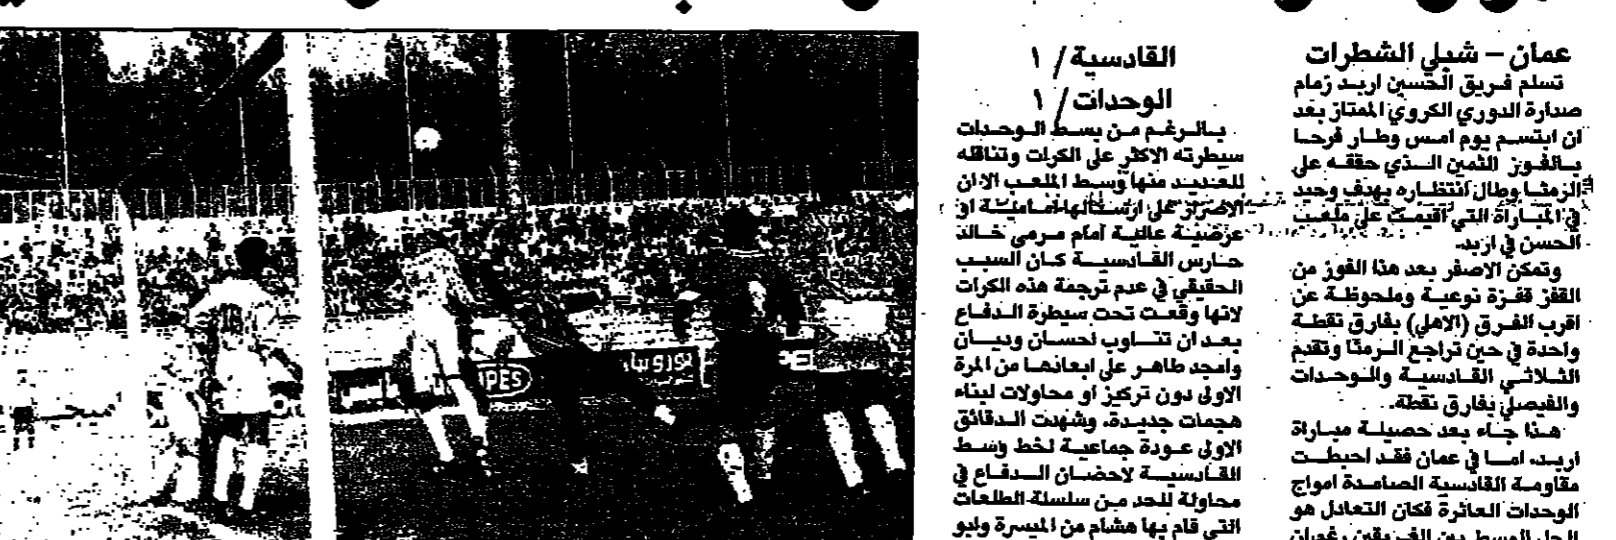 عمان – شبلي الشطرات
تسلم فريق الحسين اربد زمام
صدارة الدوري الكروي الممتاز بعد
ان ابتسم يوم امس وطار فرحا
بالفوز الثمين الذي حققه على
الرمثا وطال انتظاره بهدف وحيد
في المباراة التي اقيمت على ملعب
الحسن في اربد.
وتمكن الاصفر بعد هذا الفوز من
القفز قفزة نوعية وملحوظة عن
اقرب الفرق (الاهلي) بفارق نقطة
واحدة في حين تراجع الرمثا وتقدم
الثلاثي القادسية والوحدات
والفيصلي بفارق نقطة.
هذا جاء بعد حصيلة مباراة
اربد، اما في عمان فقد احبطت
مقاومة القادسية الصامدة امواج
الوحدات العاثرة فكان التعادل هو
الحل الوسط بين الفريقين
القادسية / ١
الوحدات / ١
بالرغم من بسط الوحدات
سيطرته الاكثر على الكرات وتناقله
للعديد منها وسط الملعب الا ان
الاصرار على ارسالها امامية او
عرضية عالية امام مرمى خالد
حارس القادسية كان السبب
الحقيقي في عدم ترجمة هذه الكرات
لانها وقعت تحت سيطرة الدفاع
بعد ان تناوب لحسان وديان
وامجد طاهر على ابعادها من المرة
الاولى دون تركيز او محاولات لبناء
هجمات جديدة، وشهدت الدقائق
الاولى عودة جماعية لخط وسط
القادسية لاحضان الدفاع في
محاولة للحد من سلسلة الطلعات
التي قام بها هشام من الميسرة وابو